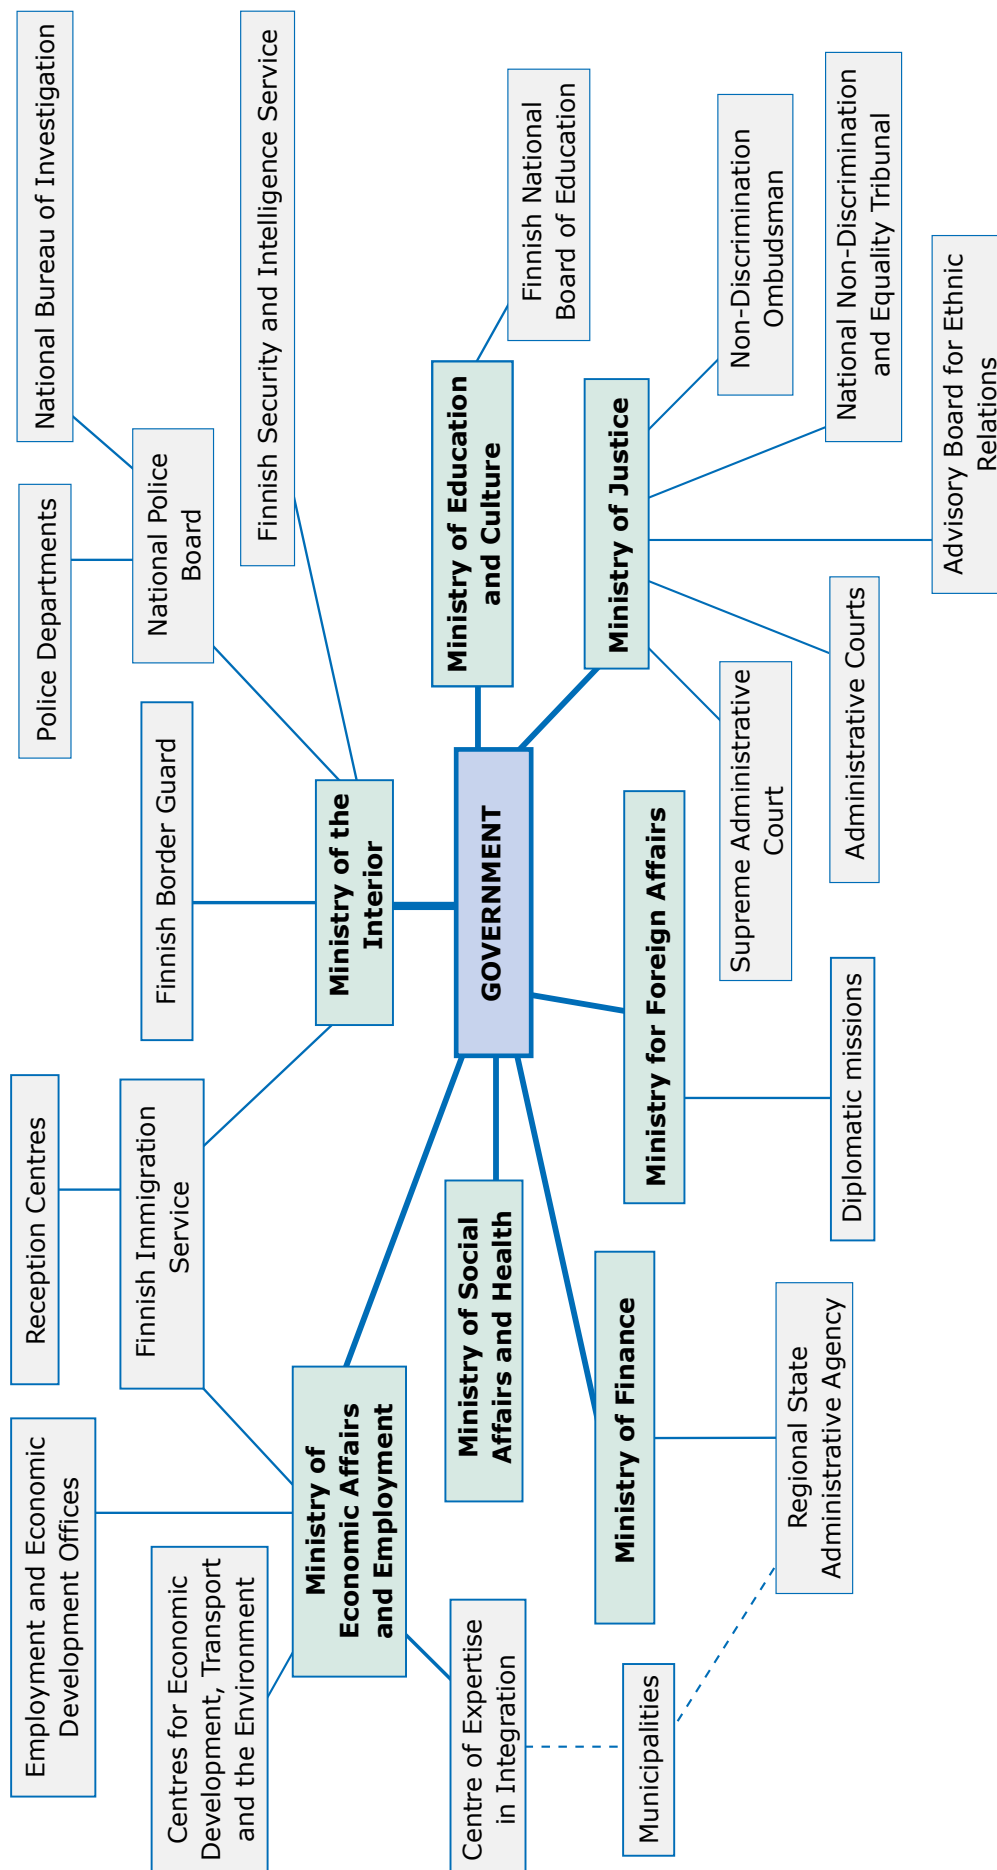 Reception Centres
Police Departments
National Bureau of Investigation
Employment and Economic
Development Offices
Finnish Immigration
Service
Finnish Border Guard
National Police
Board
Centres for Economic
Development, Transport
and the Environment
Finnish Security and Intelligence Service
Ministry of
Economic Affairs
and Employment
Ministry of the
Interior
Centre of Expertise
in Integration
Ministry of Social
Affairs and Health
GOVERNMENT
Ministry of Education
and Culture
Finnish National
Board of Education
Municipalities
Ministry of Finance
Ministry for Foreign Affairs
Ministry of Justice
Regional State
Administrative Agency
Diplomatic missions
Supreme Administrative
Court
Administrative Courts
Non-Discrimination
Ombudsman
National Non-Discrimination
and Equality Tribunal
Advisory Board for Ethnic
Relations